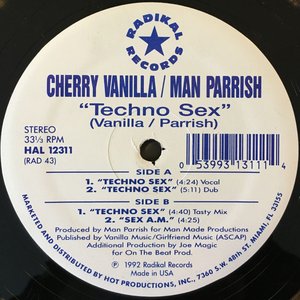 RADIKAL
RECORDS
CHERRY VANILLA / MAN PARRISH
"Techno Sex"
(Vanilla / Parrish)
STEREO
33⅓ RPM
HAL 12311
(RAD 43)
0 53993 13111 4
SIDE A
1. "TECHNO SEX" (4:24) Vocal
2. "TECHNO SEX" (5:11) Dub
SIDE B
1. "TECHNO SEX" (4:40) Tasty Mix
2. "SEX A.M." (4:25)
Produced by Man Parrish for Man Made Productions
Published by Vanilla Music/Girlfriend Music (ASCAP)
Additional Production by Joe Magic
for On The Beat Prod.
℗ 1992 Radikal Records
Made in USA
MARKETED AND DISTRIBUTED BY HOT PRODUCTIONS, INC., 7360 S.W. 48th ST. MIAMI, FL 33155